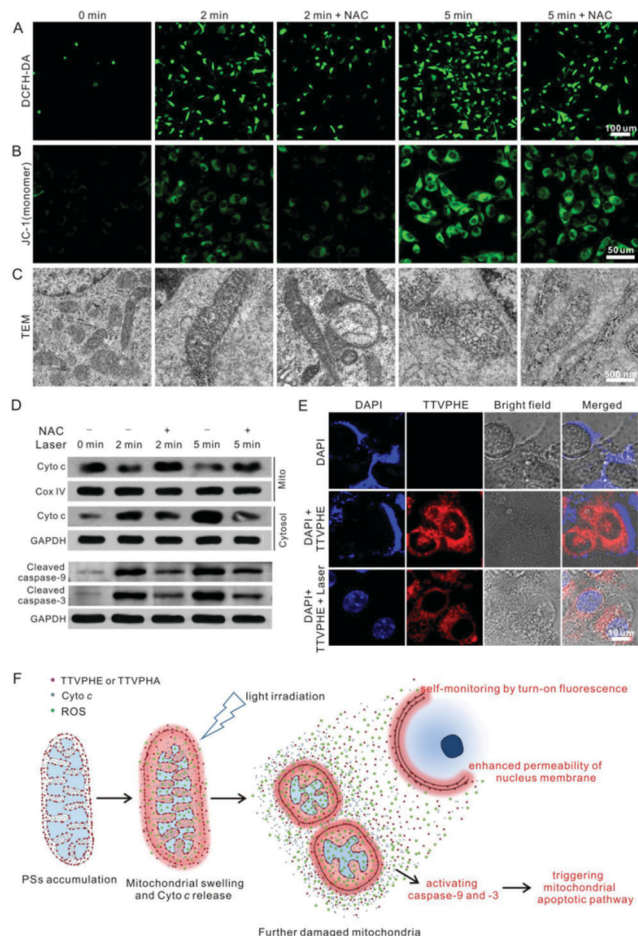 0 min 2 min 2 min + NAC 5 min 5 min + NAC
A
DCFH-DA
100 um
B
JC-1(monomer)
50 um
C
TEM
500 nm
D
NAC – – + – +
Laser 0 min 2 min 2 min 5 min 5 min
Cyto c
Cox IV
Mito
Cyto c
GAPDH
Cytosol
Cleaved
caspase-9
Cleaved
caspase-3
GAPDH
E
DAPI TTVPHE Bright field Merged
DAPI
DAPI +
TTVPHE
DAPI+
TTVPHE + Laser
10 um
F
TTVPHE or TTVPHA
Cyto c
ROS
light irradiation
self-monitoring by turn-on fluorescence
enhanced permeability of
nucleus membrane
PSs accumulation
Mitochondrial swelling
and Cyto c release
Further damaged mitochondria
activating
caspase-9 and -3
triggering
mitochondrial
apoptotic pathway